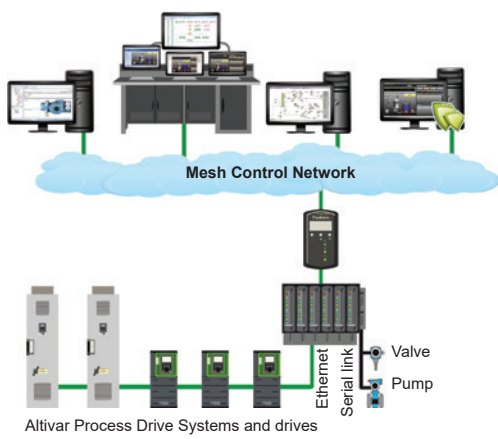 Mesh Control Network
Ethernet
Serial link
Valve
Pump
Altivar Process Drive Systems and drives